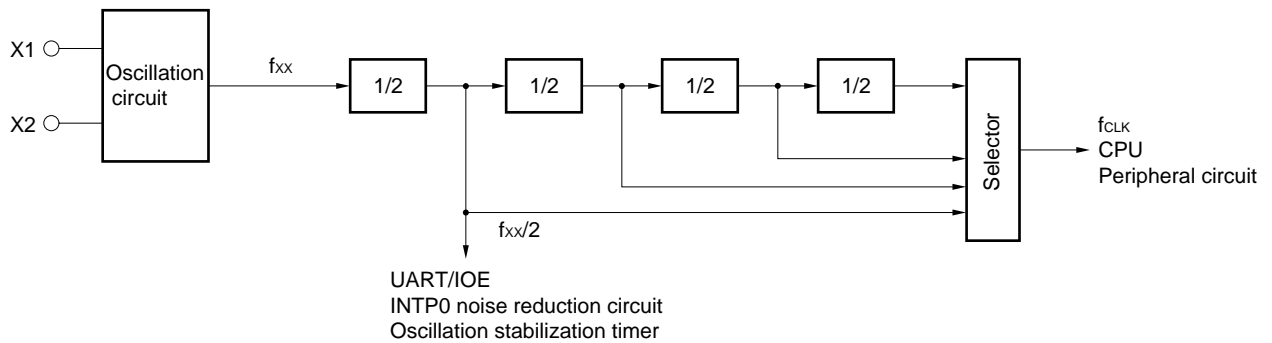 X1
X2
Oscillation
circuit
fXX
1/2
1/2
1/2
1/2
Selector
fCLK
CPU
Peripheral circuit
fXX/2
UART/IOE
INTP0 noise reduction circuit
Oscillation stabilization timer